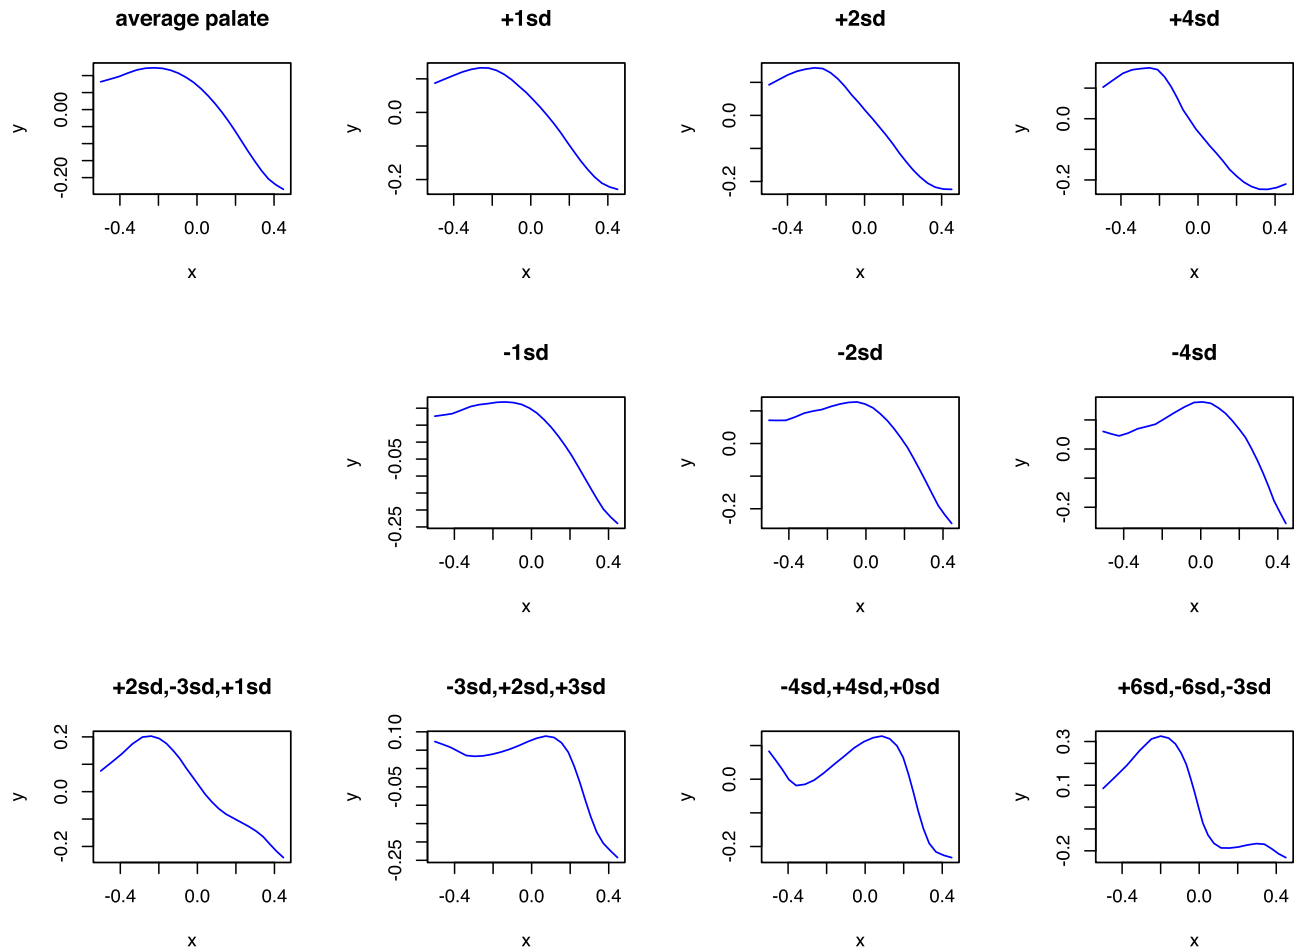 average palate
+1sd
+2sd
+4sd
y
0.00
-0.20
-0.4
0.0
0.4
x
y
0.0
-0.2
-0.4
0.0
0.4
x
y
0.0
-0.2
-0.4
0.0
0.4
x
y
0.0
-0.2
-0.4
0.0
0.4
x
-1sd
-2sd
-4sd
y
-0.05
-0.25
-0.4
0.0
0.4
x
y
0.0
-0.2
-0.4
0.0
0.4
x
y
0.0
-0.2
-0.4
0.0
0.4
x
+2sd,-3sd,+1sd
-3sd,+2sd,+3sd
-4sd,+4sd,+0sd
+6sd,-6sd,-3sd
y
0.2
0.0
-0.2
-0.4
0.0
0.4
x
y
0.10
-0.05
-0.25
-0.4
0.0
0.4
x
y
0.0
-0.2
-0.4
0.0
0.4
x
y
0.3
0.1
-0.2
-0.4
0.0
0.4
x